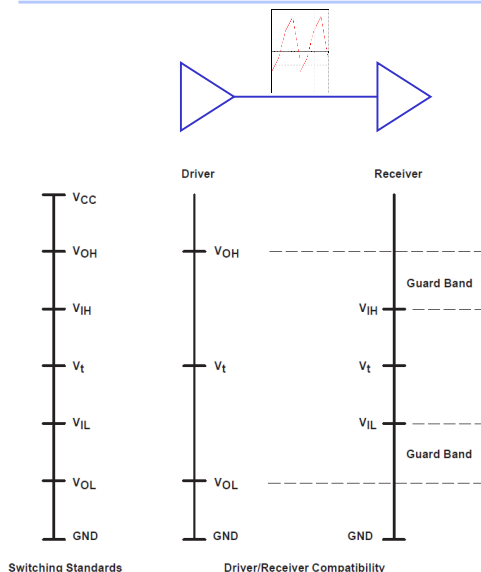 Driver
Receiver
VCC
VOH
VOH
Guard Band
VIH
VIH
Vt
Vt
Vt
VIL
VIL
Guard Band
VOL
VOL
GND
GND
GND
Switching Standards
Driver/Receiver Compatibility